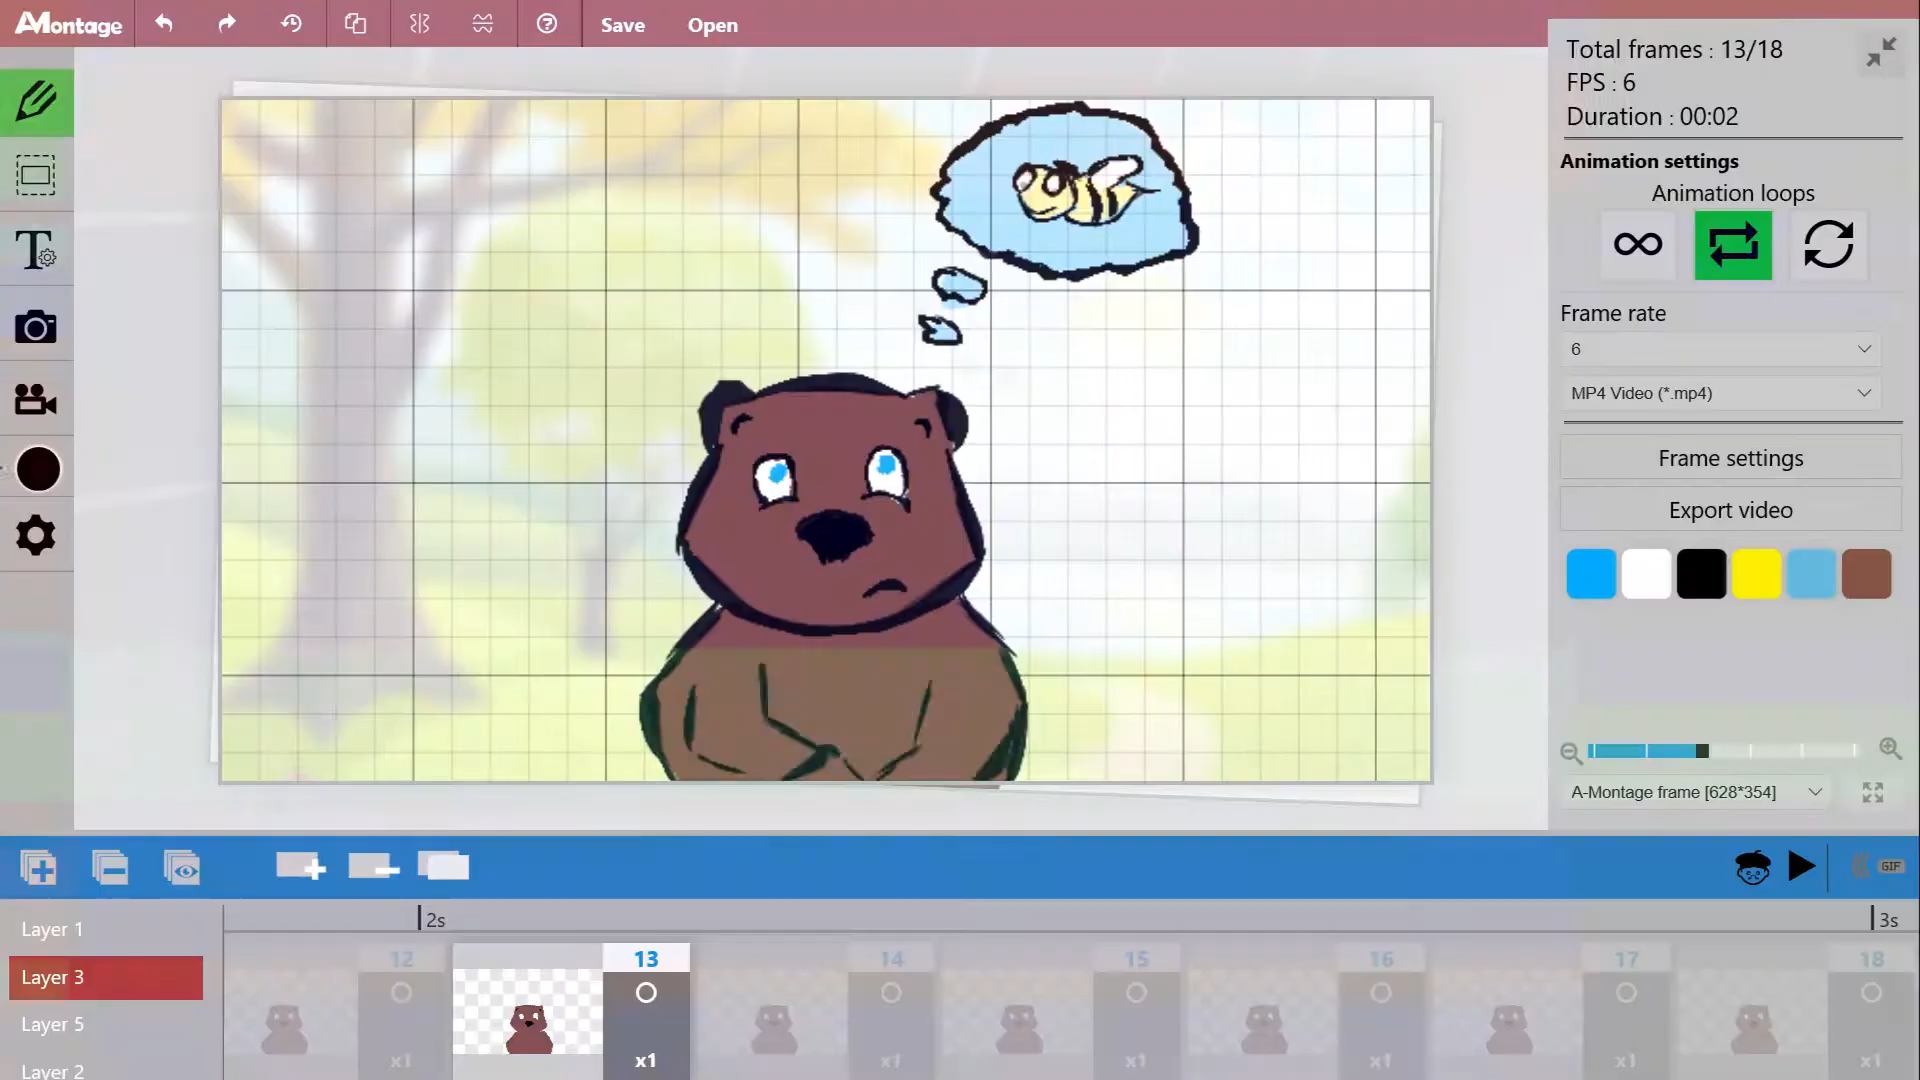 AMontage
Save
Open
Total frames : 13/18
FPS : 6
Duration : 00:02
Animation settings
Animation loops
Frame rate
6
MP4 Video (*.mp4)
Frame settings
Export video
A-Montage frame [628*354]
GIF
2s
3s
Layer 1
Layer 3
Layer 5
Layer 2
12
13
14
15
16
17
18
x1
x1
x1
x1
x1
x1
x1